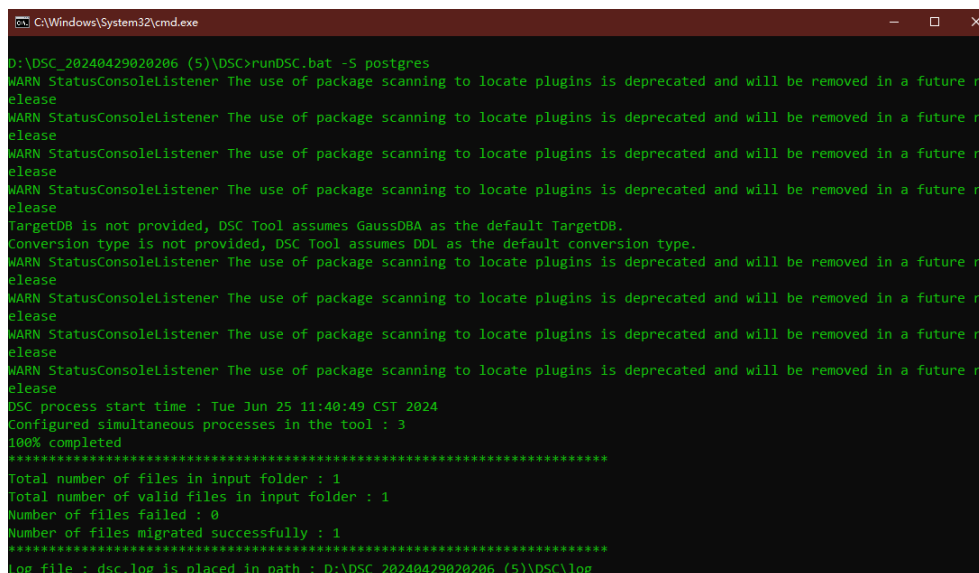 C:\Windows\System32\cmd.exe
D:\DSC_20240429020206 (5)\DSC>runDSC.bat -S postgres
WARN StatusConsoleListener The use of package scanning to locate plugins is deprecated and will be removed in a future r
elease
WARN StatusConsoleListener The use of package scanning to locate plugins is deprecated and will be removed in a future r
elease
WARN StatusConsoleListener The use of package scanning to locate plugins is deprecated and will be removed in a future r
elease
WARN StatusConsoleListener The use of package scanning to locate plugins is deprecated and will be removed in a future r
elease
TargetDB is not provided, DSC Tool assumes GaussDBA as the default TargetDB.
Conversion type is not provided, DSC Tool assumes DDL as the default conversion type.
WARN StatusConsoleListener The use of package scanning to locate plugins is deprecated and will be removed in a future r
elease
WARN StatusConsoleListener The use of package scanning to locate plugins is deprecated and will be removed in a future r
elease
WARN StatusConsoleListener The use of package scanning to locate plugins is deprecated and will be removed in a future r
elease
WARN StatusConsoleListener The use of package scanning to locate plugins is deprecated and will be removed in a future r
elease
DSC process start time : Tue Jun 25 11:40:49 CST 2024
Configured simultaneous processes in the tool : 3
100% completed
**************************************************************************
Total number of files in input folder : 1
Total number of valid files in input folder : 1
Number of files failed : 0
Number of files migrated successfully : 1
**************************************************************************
Log file : dsc.log is placed in path : D:\DSC_20240429020206 (5)\DSC\log